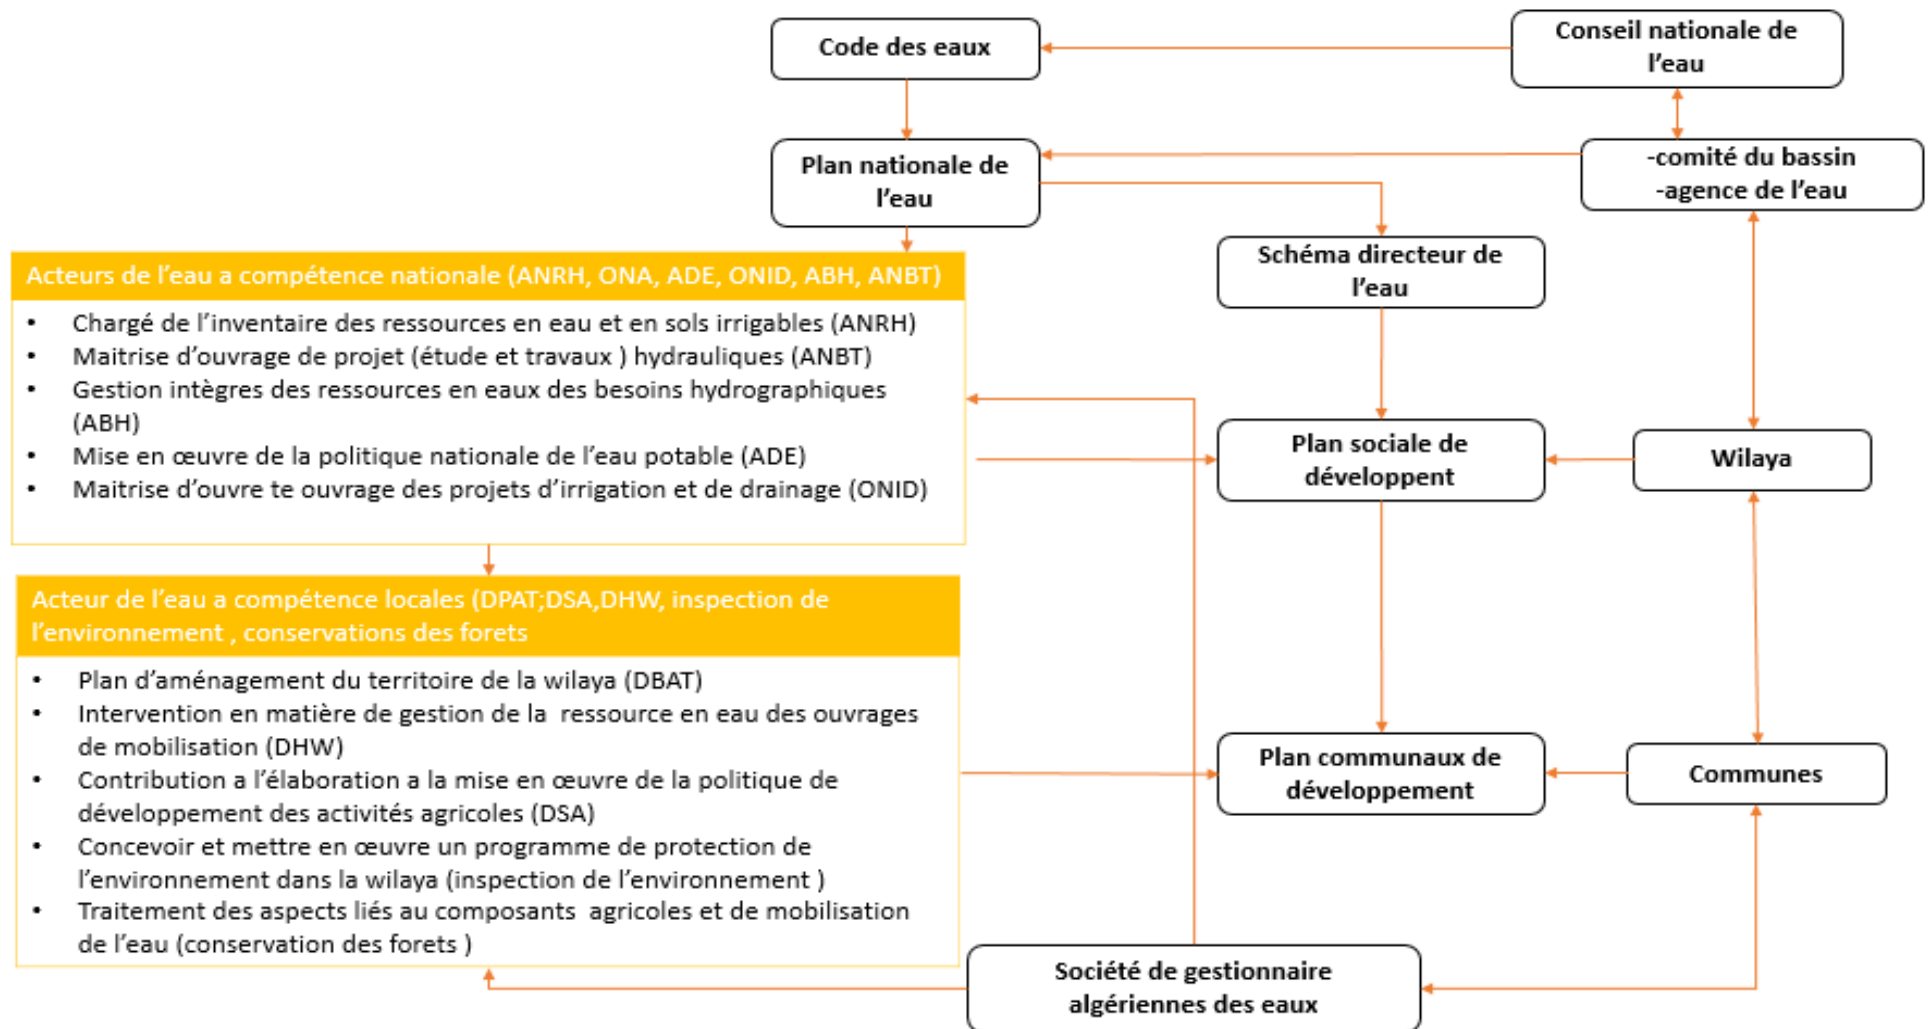 Code des eaux
Conseil nationale de
l'eau
Plan nationale de
l'eau
-comité du bassin
-agence de l'eau
Schéma directeur de
l'eau
Acteurs de l'eau a compétence nationale (ANRH, ONA, ADE, ONID, ABH, ANBT)
• Chargé de l'inventaire des ressources en eau et en sols irrigables (ANRH)
• Maitrise d'ouvrage de projet (étude et travaux ) hydrauliques (ANBT)
• Gestion intègres des ressources en eaux des besoins hydrographiques
(ABH)
• Mise en œuvre de la politique nationale de l'eau potable (ADE)
• Maitrise d'ouvre te ouvrage des projets d'irrigation et de drainage (ONID)
Plan sociale de
développent
Wilaya
Acteur de l'eau a compétence locales (DPAT;DSA,DHW, inspection de
l'environnement , conservations des forets
• Plan d'aménagement du territoire de la wilaya (DBAT)
• Intervention en matière de gestion de la ressource en eau des ouvrages
de mobilisation (DHW)
• Contribution a l'élaboration a la mise en œuvre de la politique de
développement des activités agricoles (DSA)
• Concevoir et mettre en œuvre un programme de protection de
l'environnement dans la wilaya (inspection de l'environnement )
• Traitement des aspects liés au composants agricoles et de mobilisation
de l'eau (conservation des forets )
Plan communaux de
développement
Communes
Société de gestionnaire
algériennes des eaux